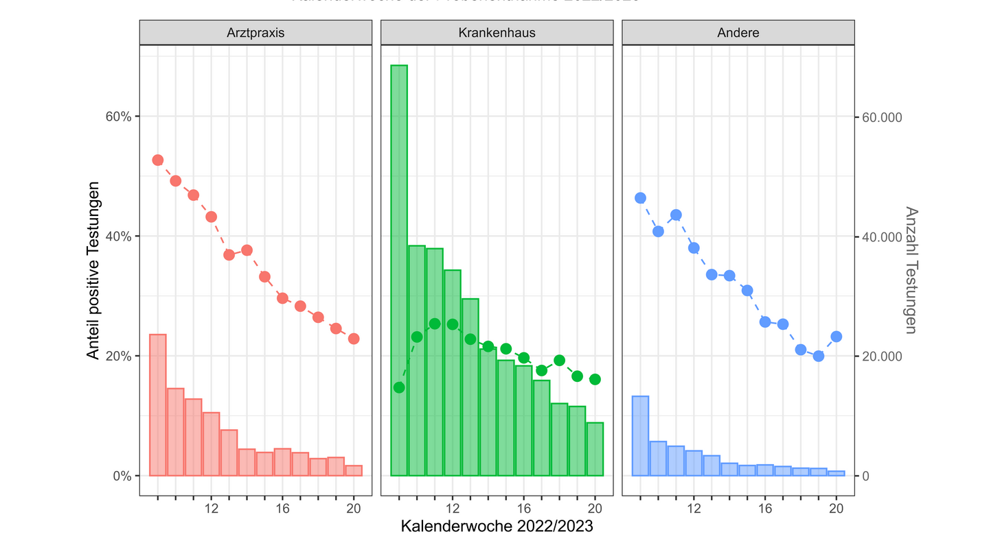 Arztpraxis Krankenhaus Andere
60% 60.000
40% 40.000
20% 20.000
0% 0
Anteil positive Testungen
Anzahl Testungen
12 16 20 12 16 20 12 16 20
Kalenderwoche 2022/2023